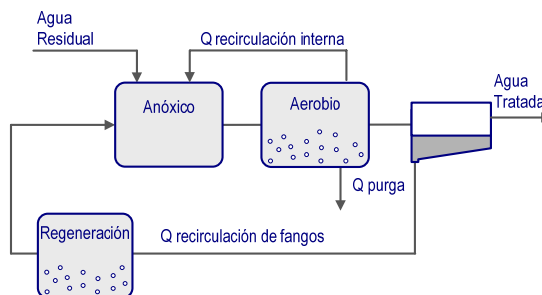 Agua
Residual
Q recirculación interna
Agua
Tratada
Anóxico
Aerobio
Q purga
Regeneración
Q recirculación de fangos